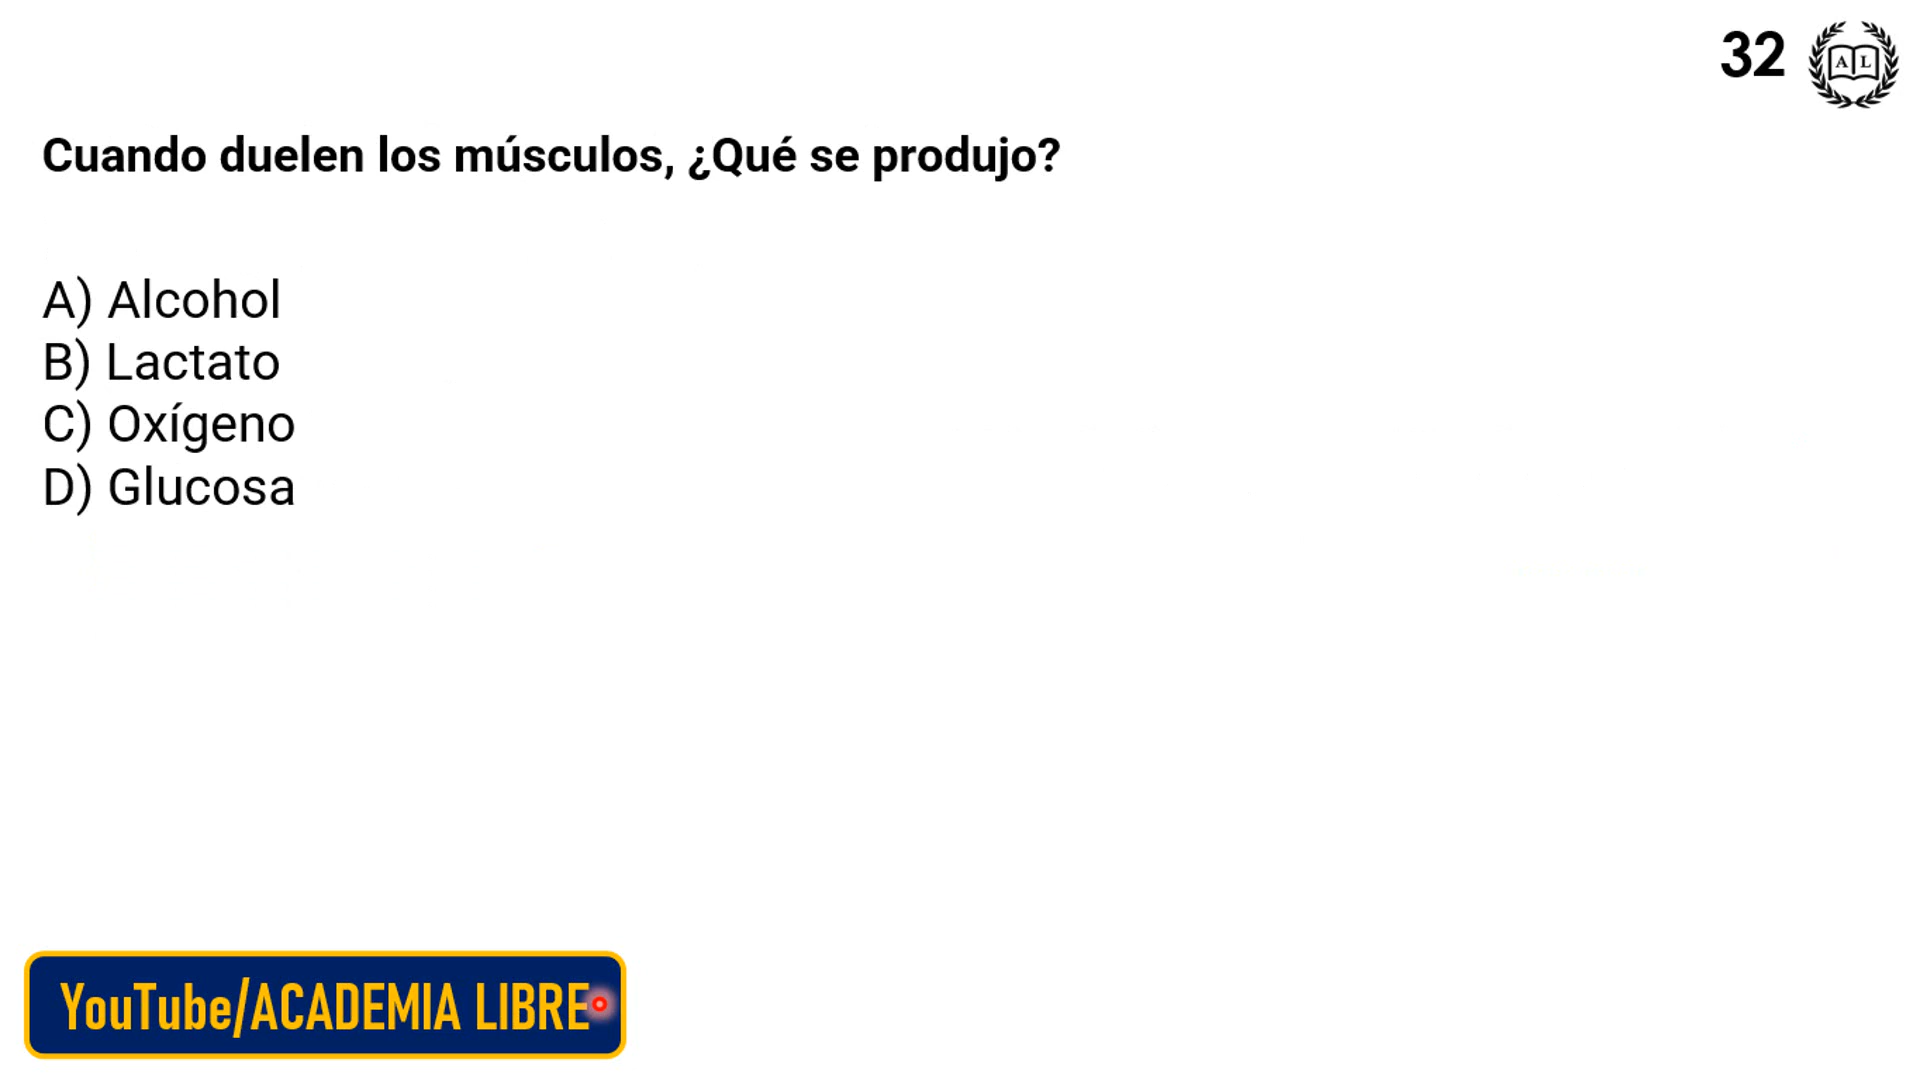 32
A L
Cuando duelen los músculos, ¿Qué se produjo?
A) Alcohol
B) Lactato
C) Oxígeno
D) Glucosa
YouTube/ACADEMIA LIBRE